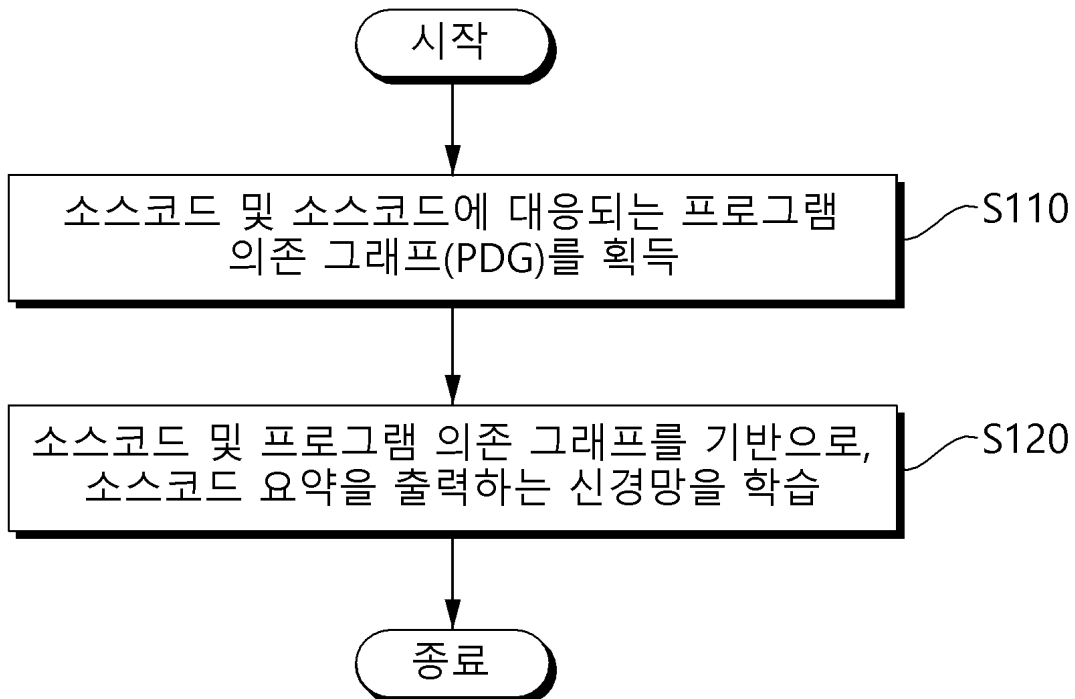 시작
소스코드 및 소스코드에 대응되는 프로그램
의존 그래프(PDG)를 획득
S110
소스코드 및 프로그램 의존 그래프를 기반으로,
소스코드 요약을 출력하는 신경망을 학습
S120
종료